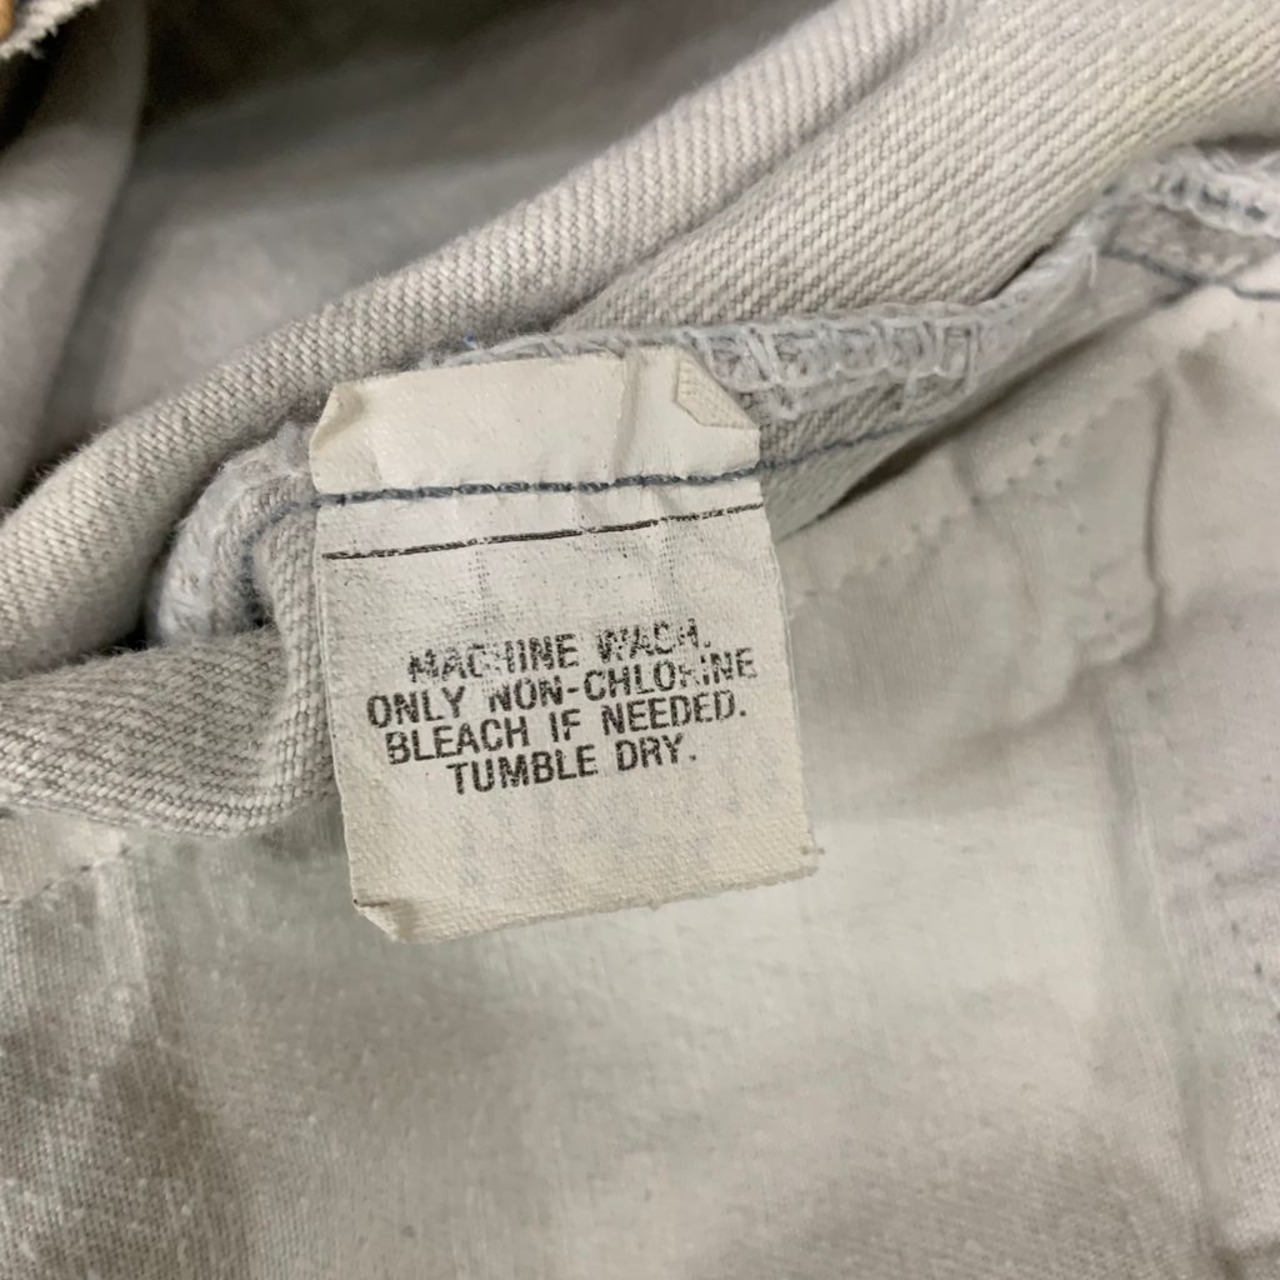 MACHINE WASH.
ONLY NON-CHLORINE
BLEACH IF NEEDED.
TUMBLE DRY.